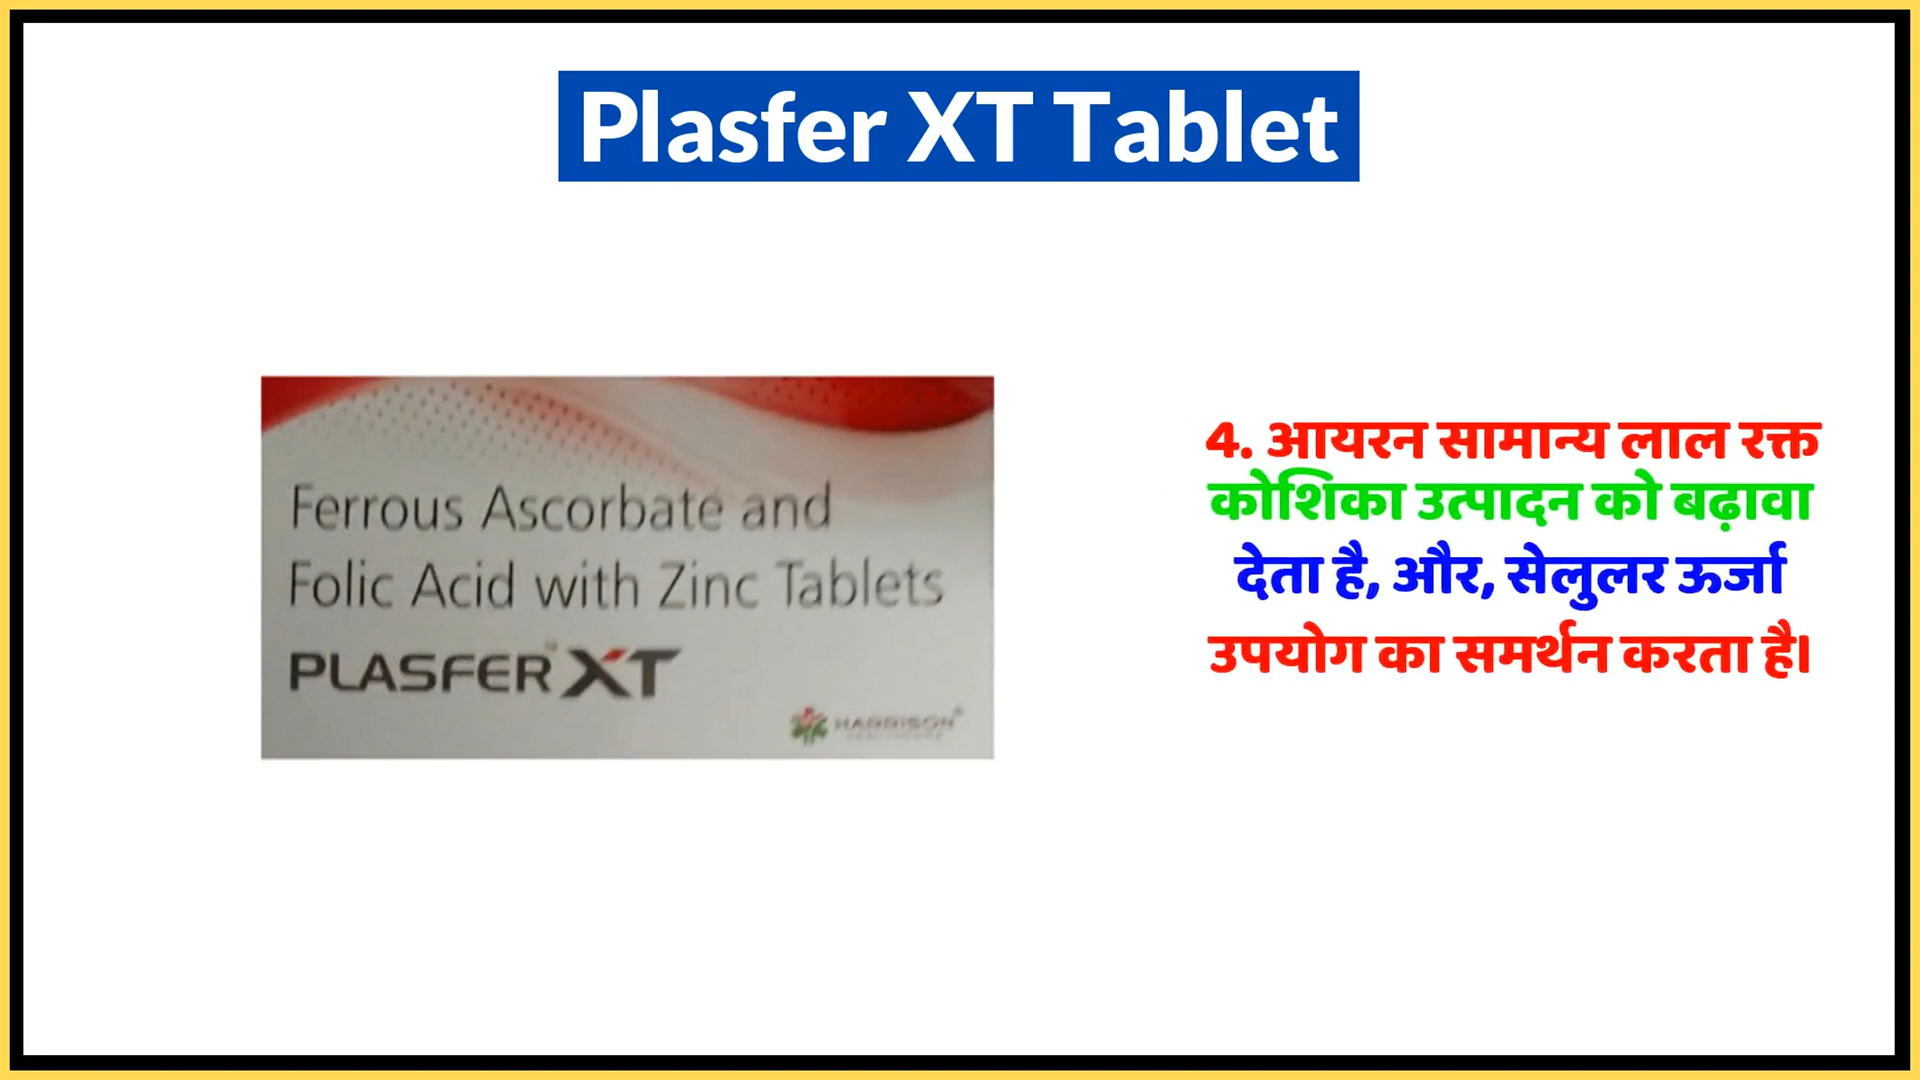 Plasfer XT Tablet
Ferrous Ascorbate and
Folic Acid with Zinc Tablets
PLASFER XT
HARRISON
4. आयरन सामान्य लाल रक्त
कोशिका उत्पादन को बढ़ावा
देता है, और, सेलुलर ऊर्जा
उपयोग का समर्थन करता है।